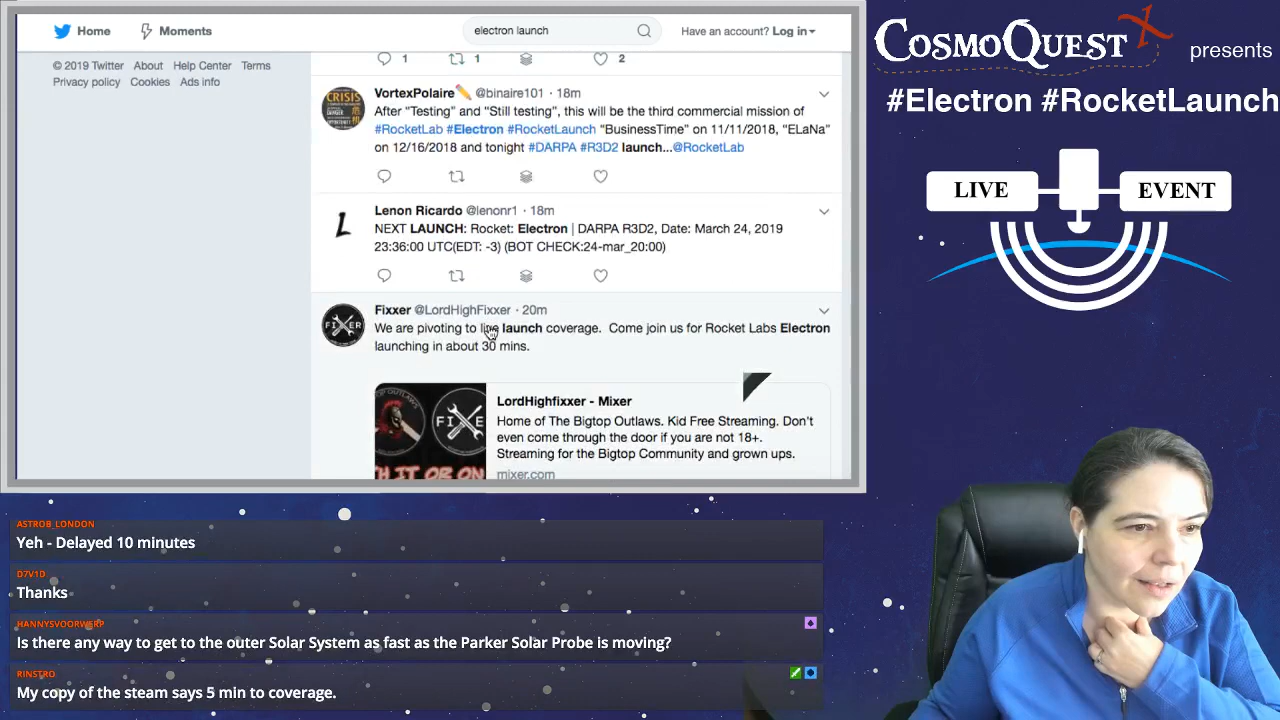 Home
Moments
electron launch
Have an account? Log in
© 2019 Twitter About Help Center Terms
Privacy policy Cookies Ads info
1 1 2
VortexPolaire✏️ @binaire101 · 18m
After "Testing" and "Still testing", this will be the third commercial mission of
#RocketLab #Electron #RocketLaunch "BusinessTime" on 11/11/2018, "ELaNa"
on 12/16/2018 and tonight #DARPA #R3D2 launch...@RocketLab
Lenon Ricardo @lenonr1 · 18m
NEXT LAUNCH: Rocket: Electron | DARPA R3D2, Date: March 24, 2019
23:36:00 UTC(EDT: -3) (BOT CHECK:24-mar_20:00)
Fixxer @LordHighFixxer · 20m
We are pivoting to live launch coverage. Come join us for Rocket Labs Electron
launching in about 30 mins.
LordHighfixxer - Mixer
Home of The Bigtop Outlaws. Kid Free Streaming. Don't
even come through the door if you are not 18+.
Streaming for the Bigtop Community and grown ups.
mixer.com
CRISIS
FIXER
FIXER
COSMOQUEST X
presents
#Electron #RocketLaunch
LIVE EVENT
ASTROB_LONDON
Yeh - Delayed 10 minutes
D7V1D
Thanks
HANNYSVOORWERP
Is there any way to get to the outer Solar System as fast as the Parker Solar Probe is moving?
RINSTRO
My copy of the steam says 5 min to coverage.